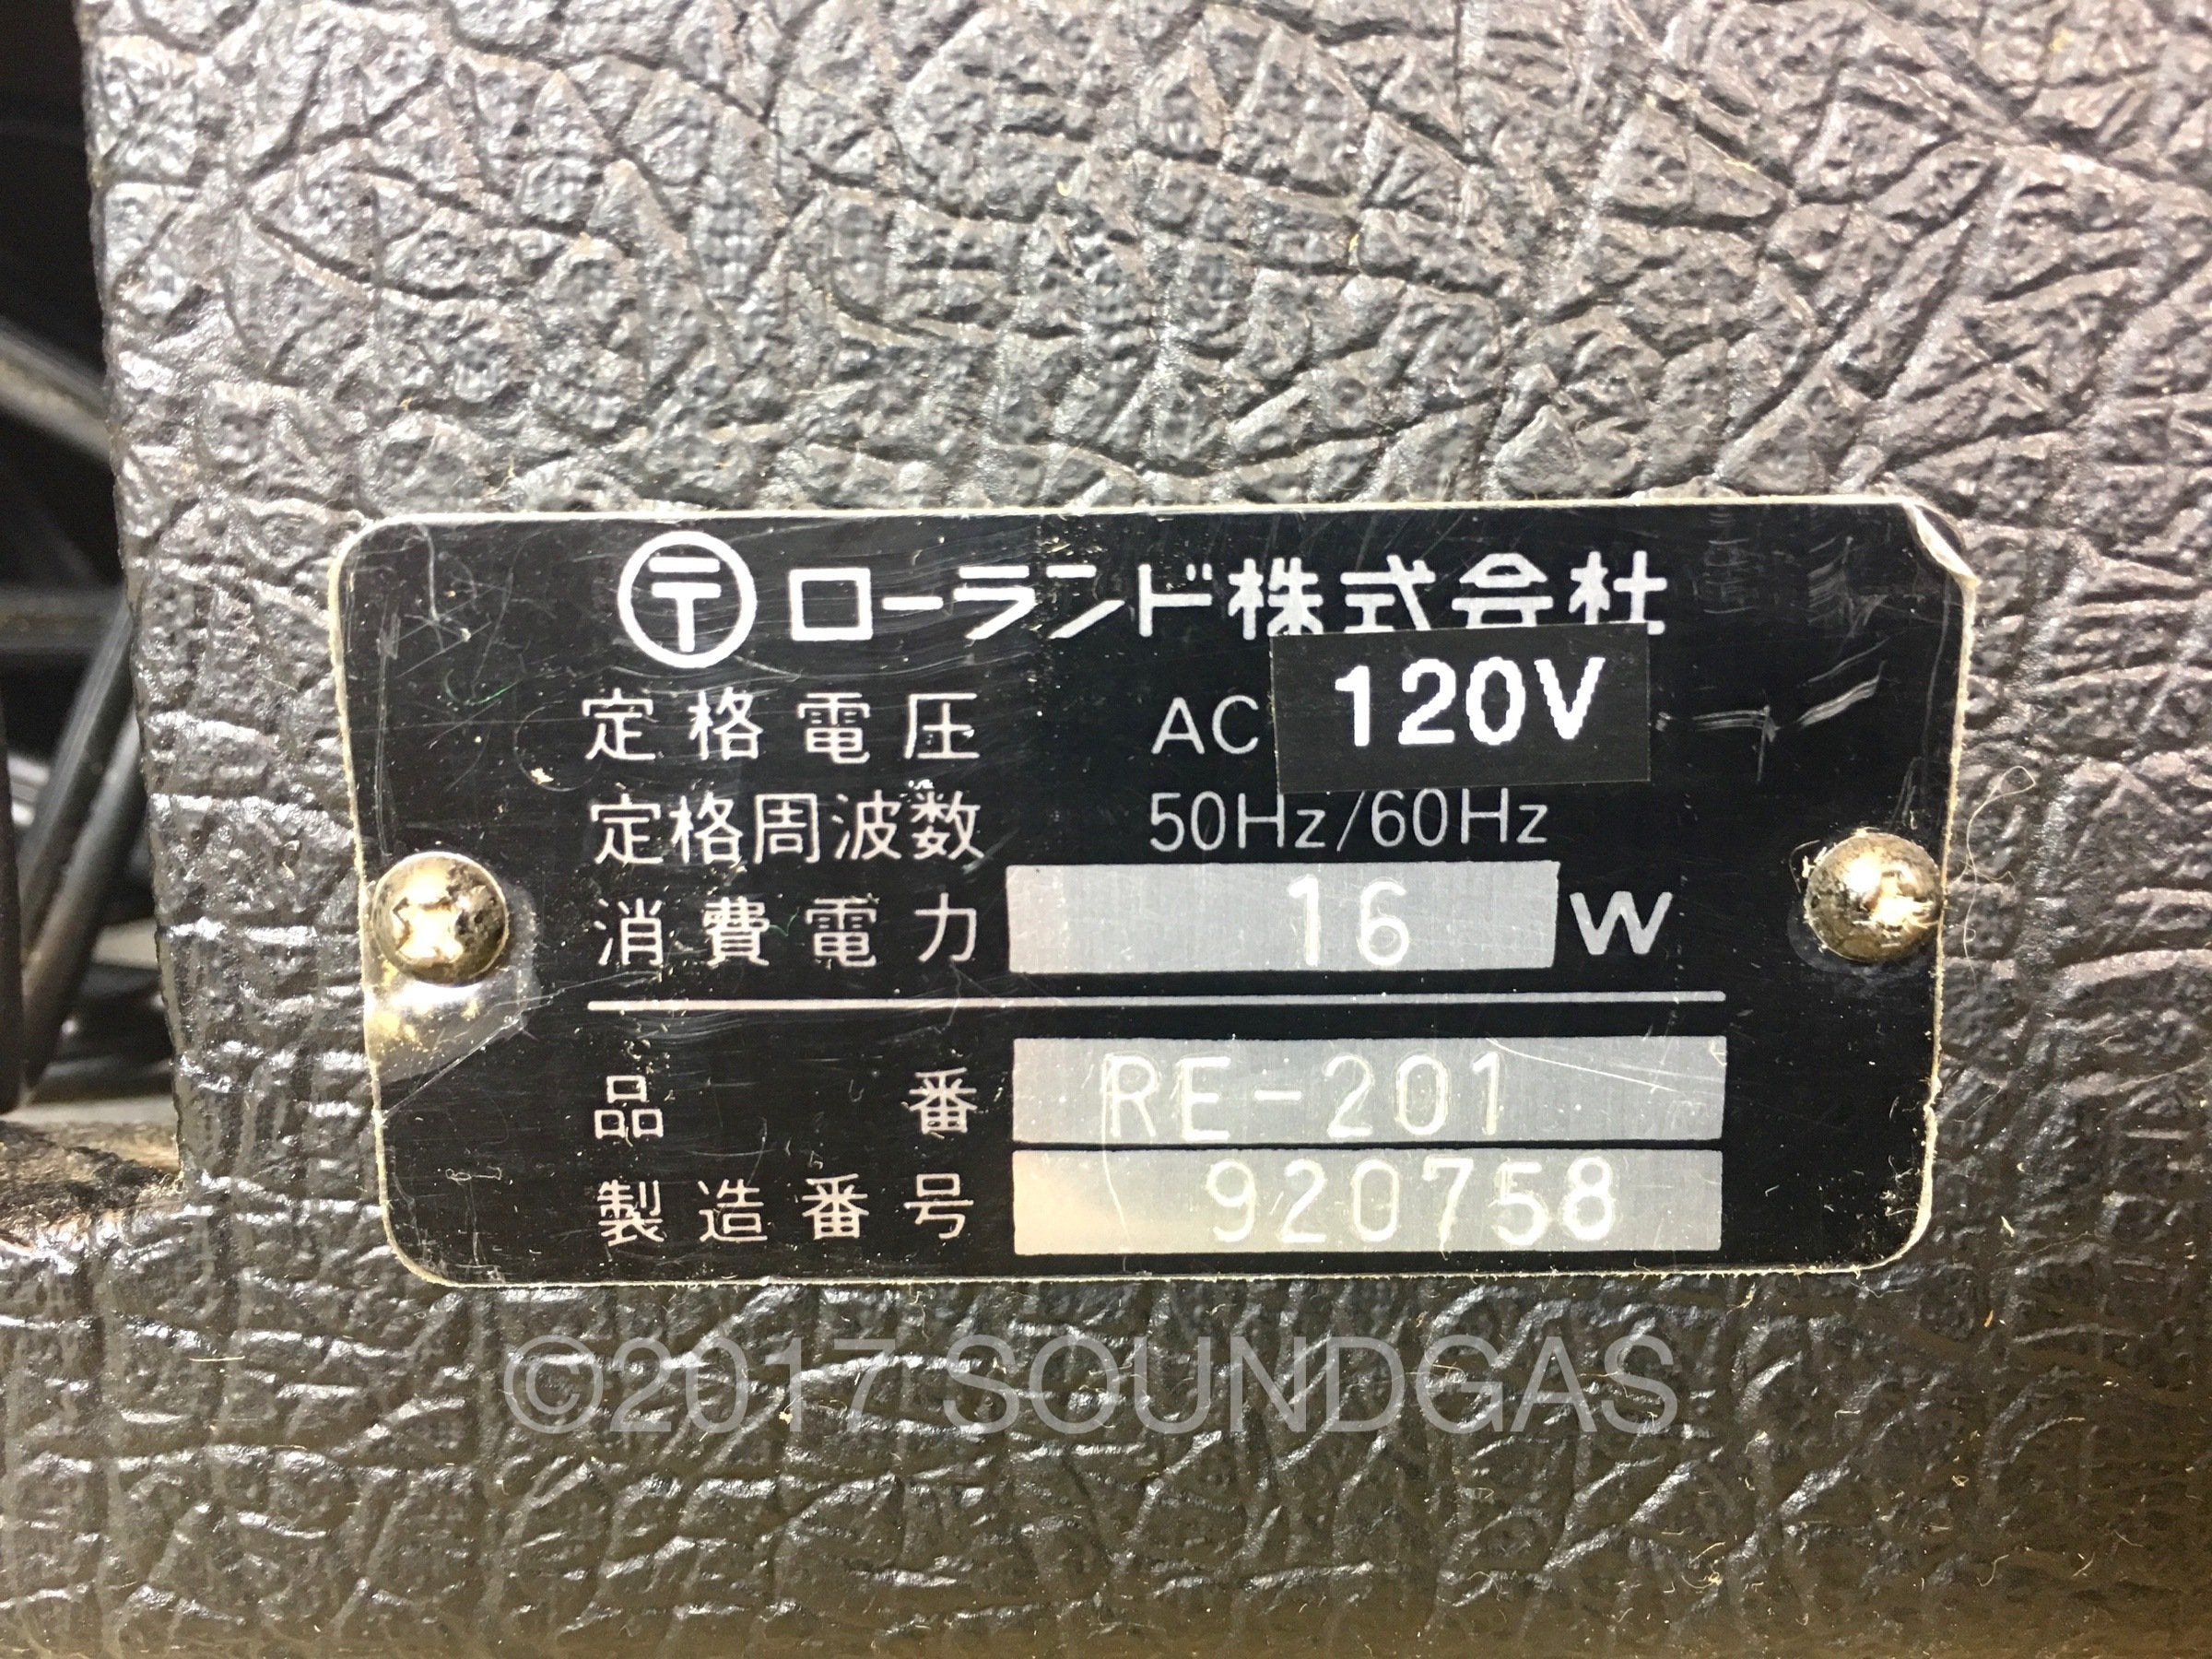 〒 ローランド株式会社
定格電圧 AC 120V
定格周波数 50Hz/60Hz
消費電力 16 W
品番 RE-201
製造番号 920758
©2017 SOUNDGAS